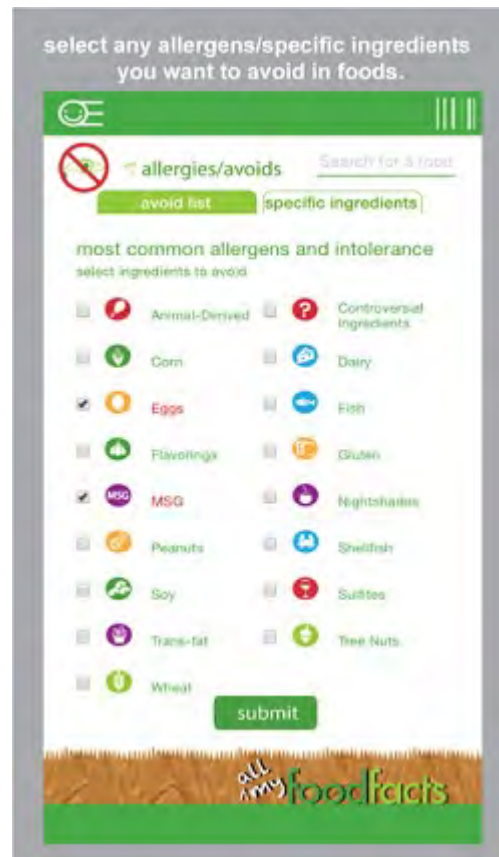 select any allergens/specific ingredients
you want to avoid in foods.
allergies/avoids
Search for a food
avoid list
specific ingredients
most common allergens and intolerance
select ingredients to avoid
Animal-Derived
Controversial
Ingredients
Corn
Dairy
Eggs
Fish
Flavorings
Gluten
MSG
MSG
Nightshades
Peanuts
Shellfish
Soy
Sulfites
Trans-fat
Tree Nuts
Wheat
submit
all my foodfacts